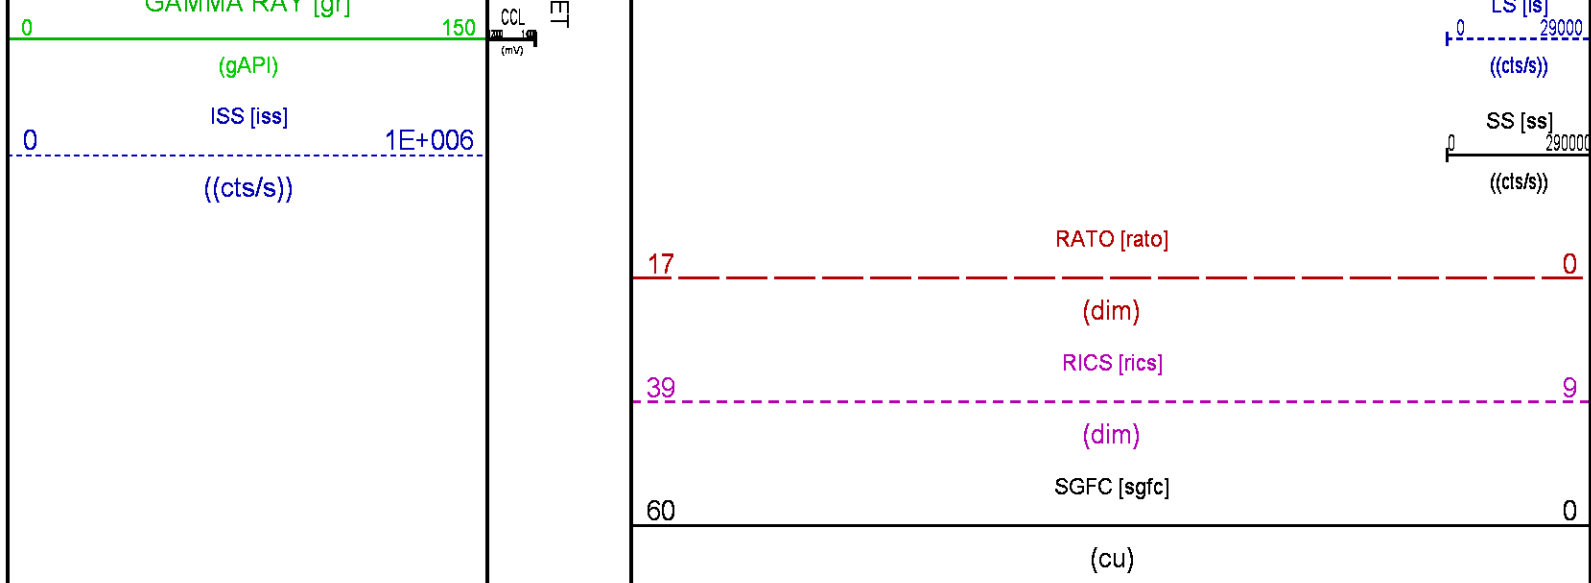 GAMMA RAY [gr]
0 150
(gAPI)
ISS [iss]
0 1E+006
((cts/s))
CCL
(mV)
ET
LS [ls]
0 29000
((cts/s))
SS [ss]
0 290000
((cts/s))
RATO [rato]
17 0
(dim)
RICS [rics]
39 9
(dim)
SGFC [sgfc]
60 0
(cu)